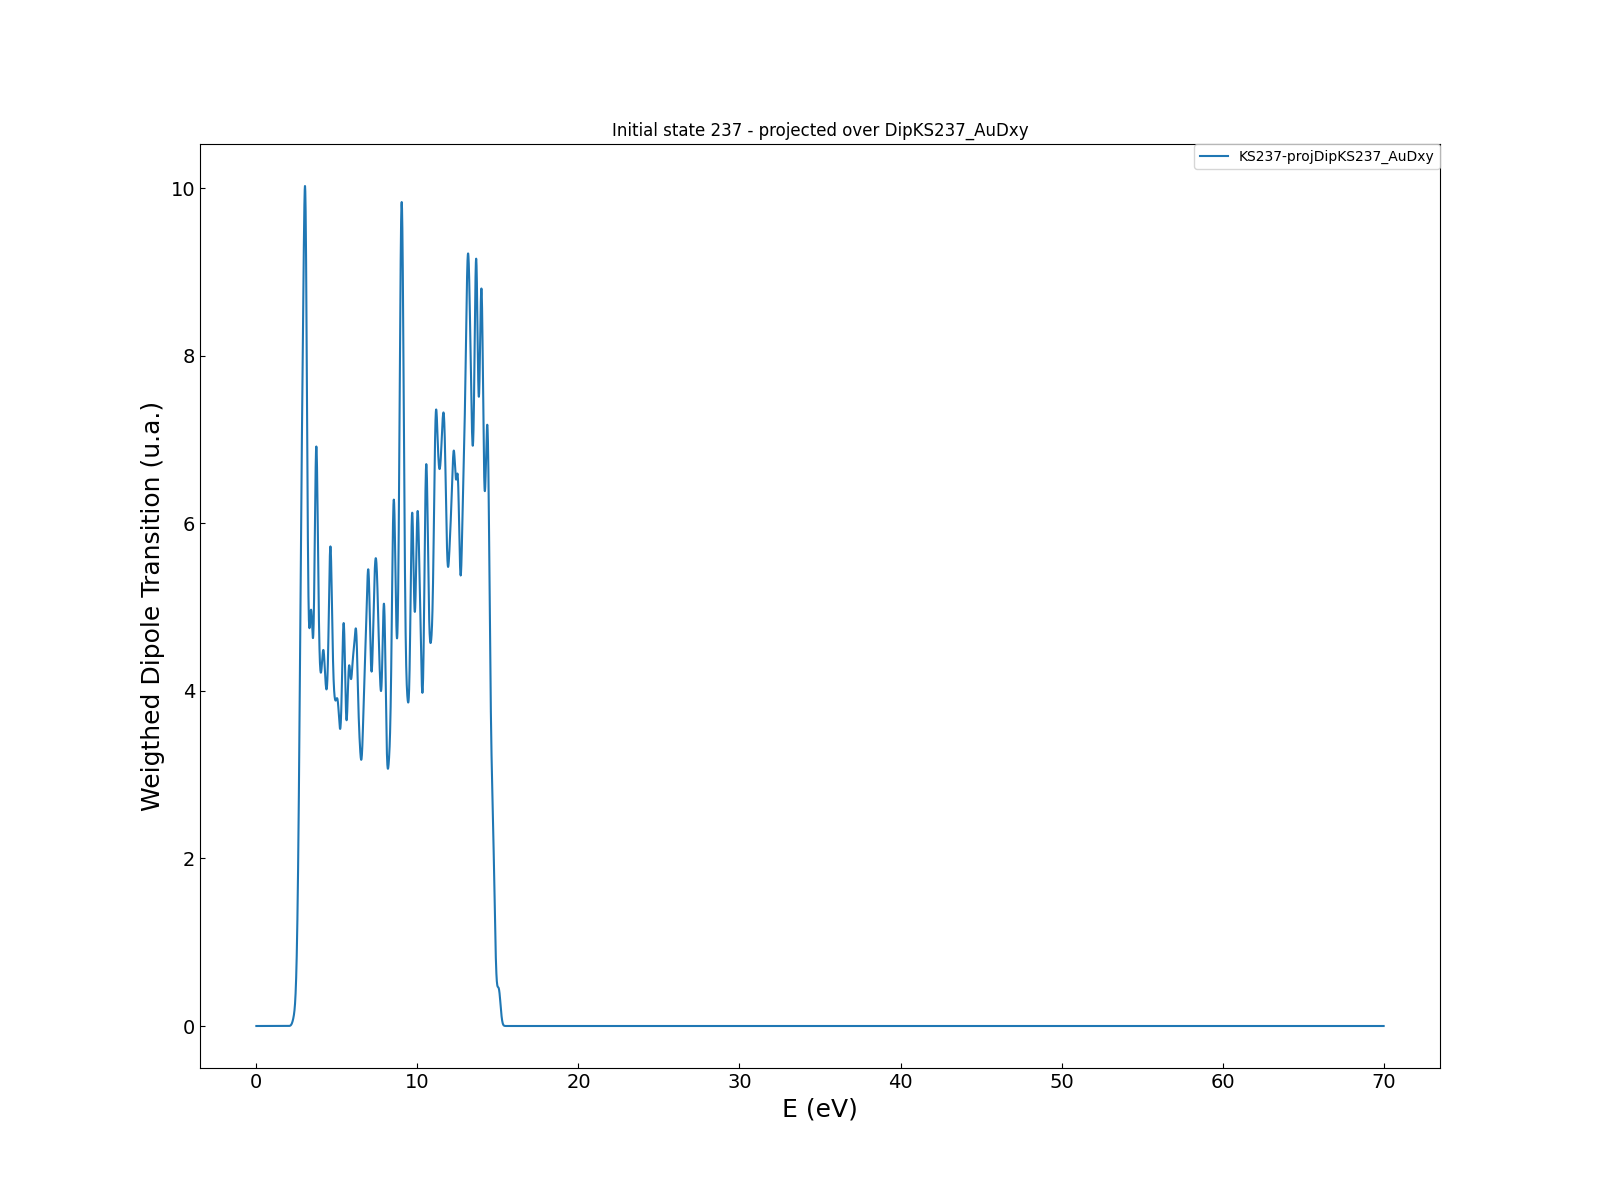 Initial state 237 - projected over DipKS237_AuDxy
KS237-projDipKS237_AuDxy
Weigthed Dipole Transition (u.a.)
10
8
6
4
2
0
0 10 20 30 40 50 60 70
E (eV)